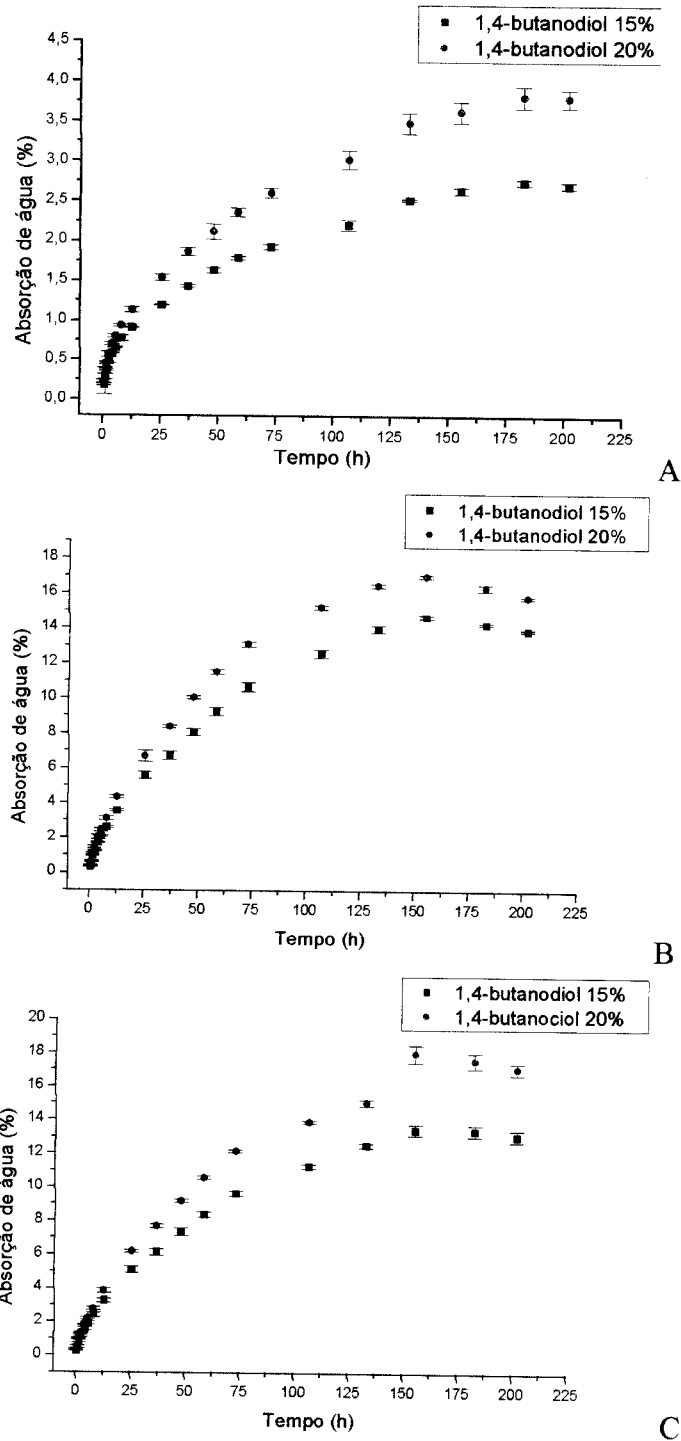 1,4-butanodiol 15%
1,4-butanodiol 20%
4,5
4,0
3,5
3,0
2,5
2,0
1,5
1,0
0,5
0,0
Absorção de água (%)
0 25 50 75 100 125 150 175 200 225
Tempo (h)
A
1,4-butanodiol 15%
1,4-butanodiol 20%
18
16
14
12
10
8
6
4
2
0
Absorção de água (%)
0 25 50 75 100 125 150 175 200 225
Tempo (h)
B
1,4-butanodiol 15%
1,4-butanociol 20%
20
18
16
14
12
10
8
6
4
2
0
Absorção de água (%)
0 25 50 75 100 125 150 175 200 225
Tempo (h)
C